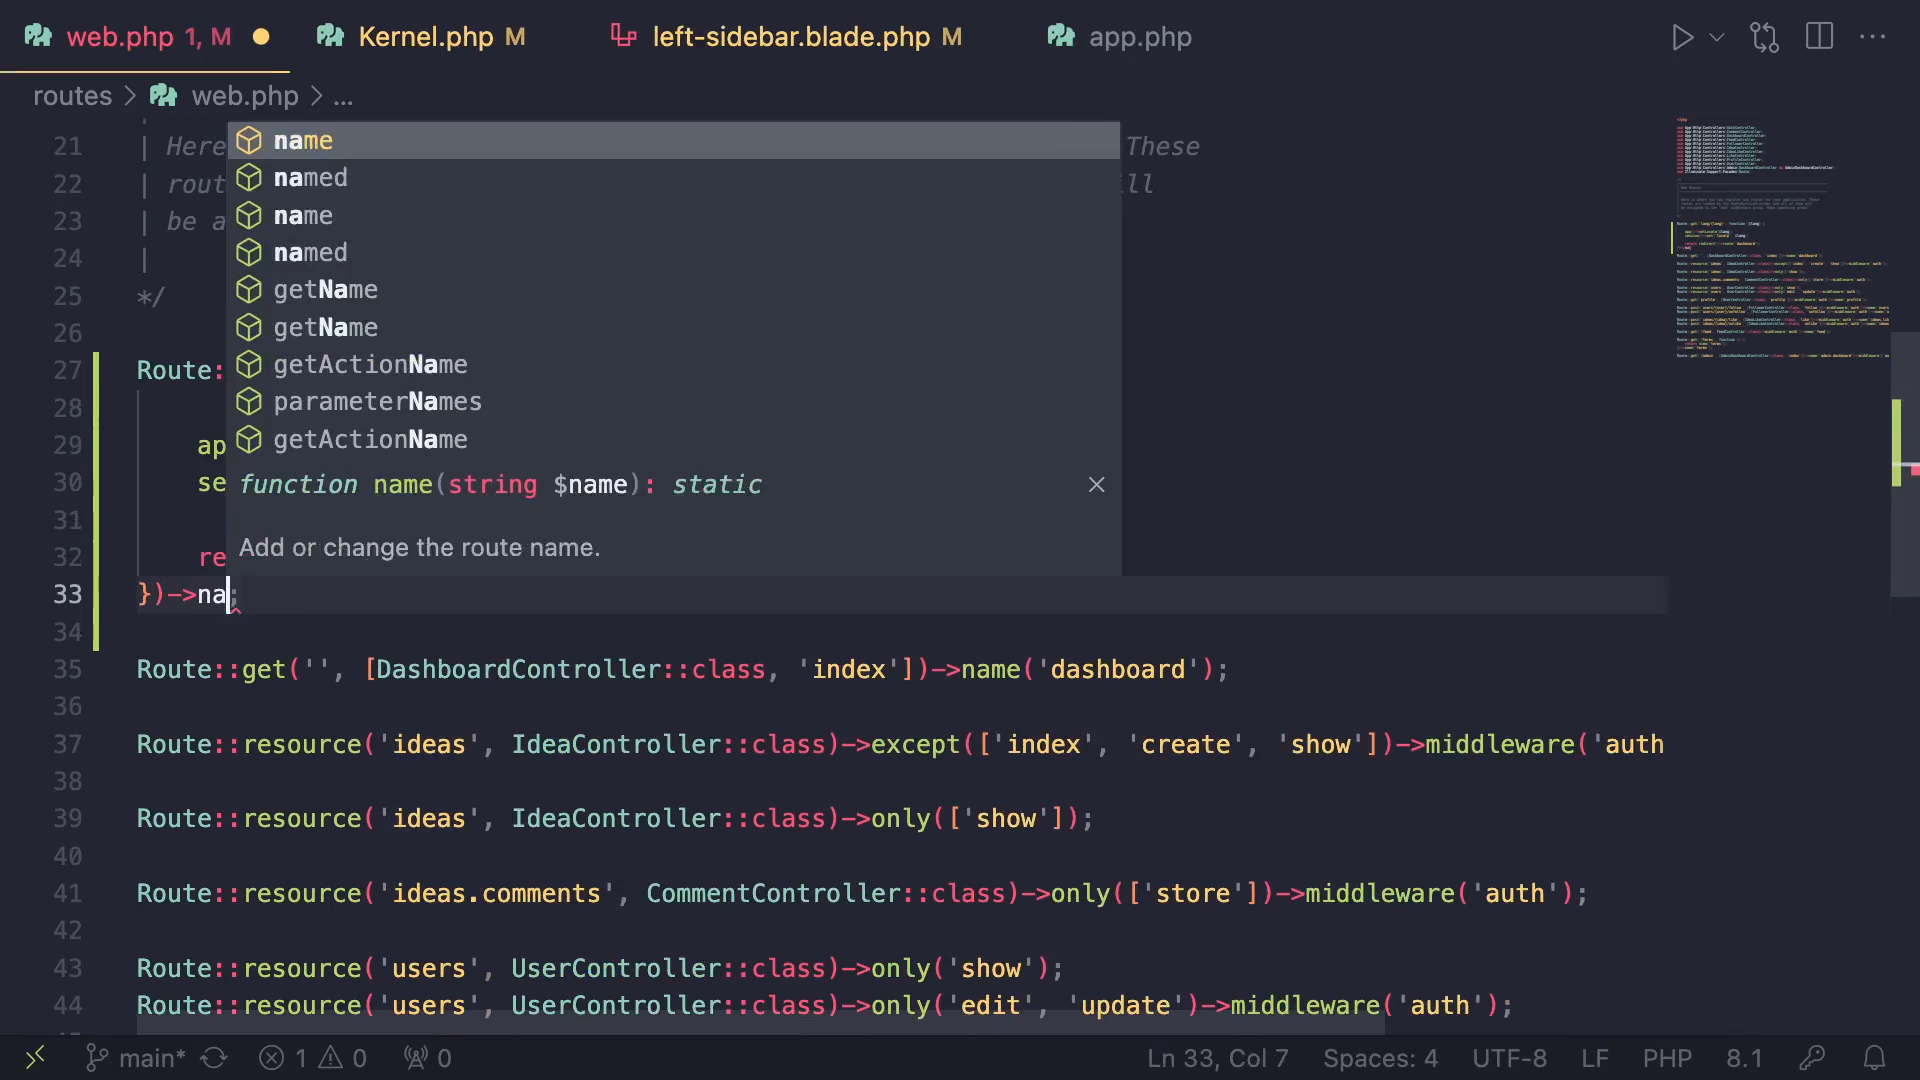 web.php 1, M
Kernel.php M
left-sidebar.blade.php M
app.php
routes > web.php > ...
21 | Here These
22 | rout ll
23 | be a
24 |
25 */
26
27 Route:
28
29 ap
30 se
31
32 re
33 })->na;
34
name
named
name
named
getName
getName
getActionName
parameterNames
getActionName
function name(string $name): static
Add or change the route name.
35 Route::get('', [DashboardController::class, 'index'])->name('dashboard');
36
37 Route::resource('ideas', IdeaController::class)->except(['index', 'create', 'show'])->middleware('auth
38
39 Route::resource('ideas', IdeaController::class)->only(['show']);
40
41 Route::resource('ideas.comments', CommentController::class)->only(['store'])->middleware('auth');
42
43 Route::resource('users', UserController::class)->only('show');
44 Route::resource('users', UserController::class)->only('edit', 'update')->middleware('auth');
main* 1 0 0
Ln 33, Col 7 Spaces: 4 UTF-8 LF PHP 8.1